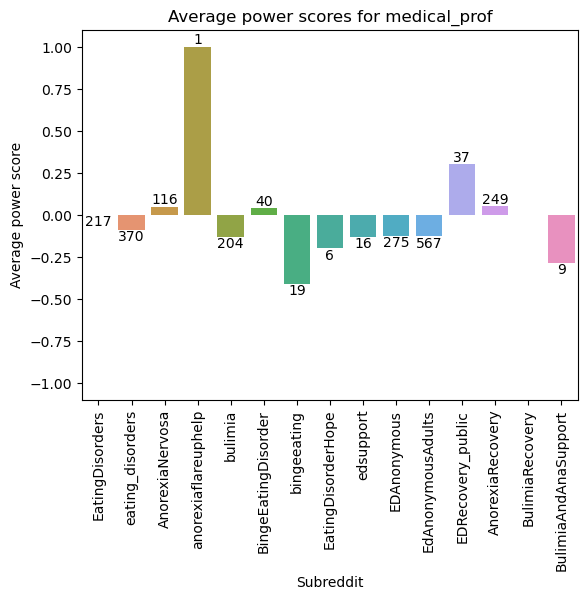 Average power scores for medical_prof
Average power score
1.00
0.75
0.50
0.25
0.00
−0.25
−0.50
−0.75
−1.00
217
370
116
1
204
40
19
6
16
275
567
37
249
9
EatingDisorders
eating_disorders
AnorexiaNervosa
anorexiaflareuphelp
bulimia
BingeEatingDisorder
bingeeating
EatingDisorderHope
edsupport
EDAnonymous
EdAnonymousAdults
EDRecovery_public
AnorexiaRecovery
BulimiaRecovery
BulimiaAndAnaSupport
Subreddit